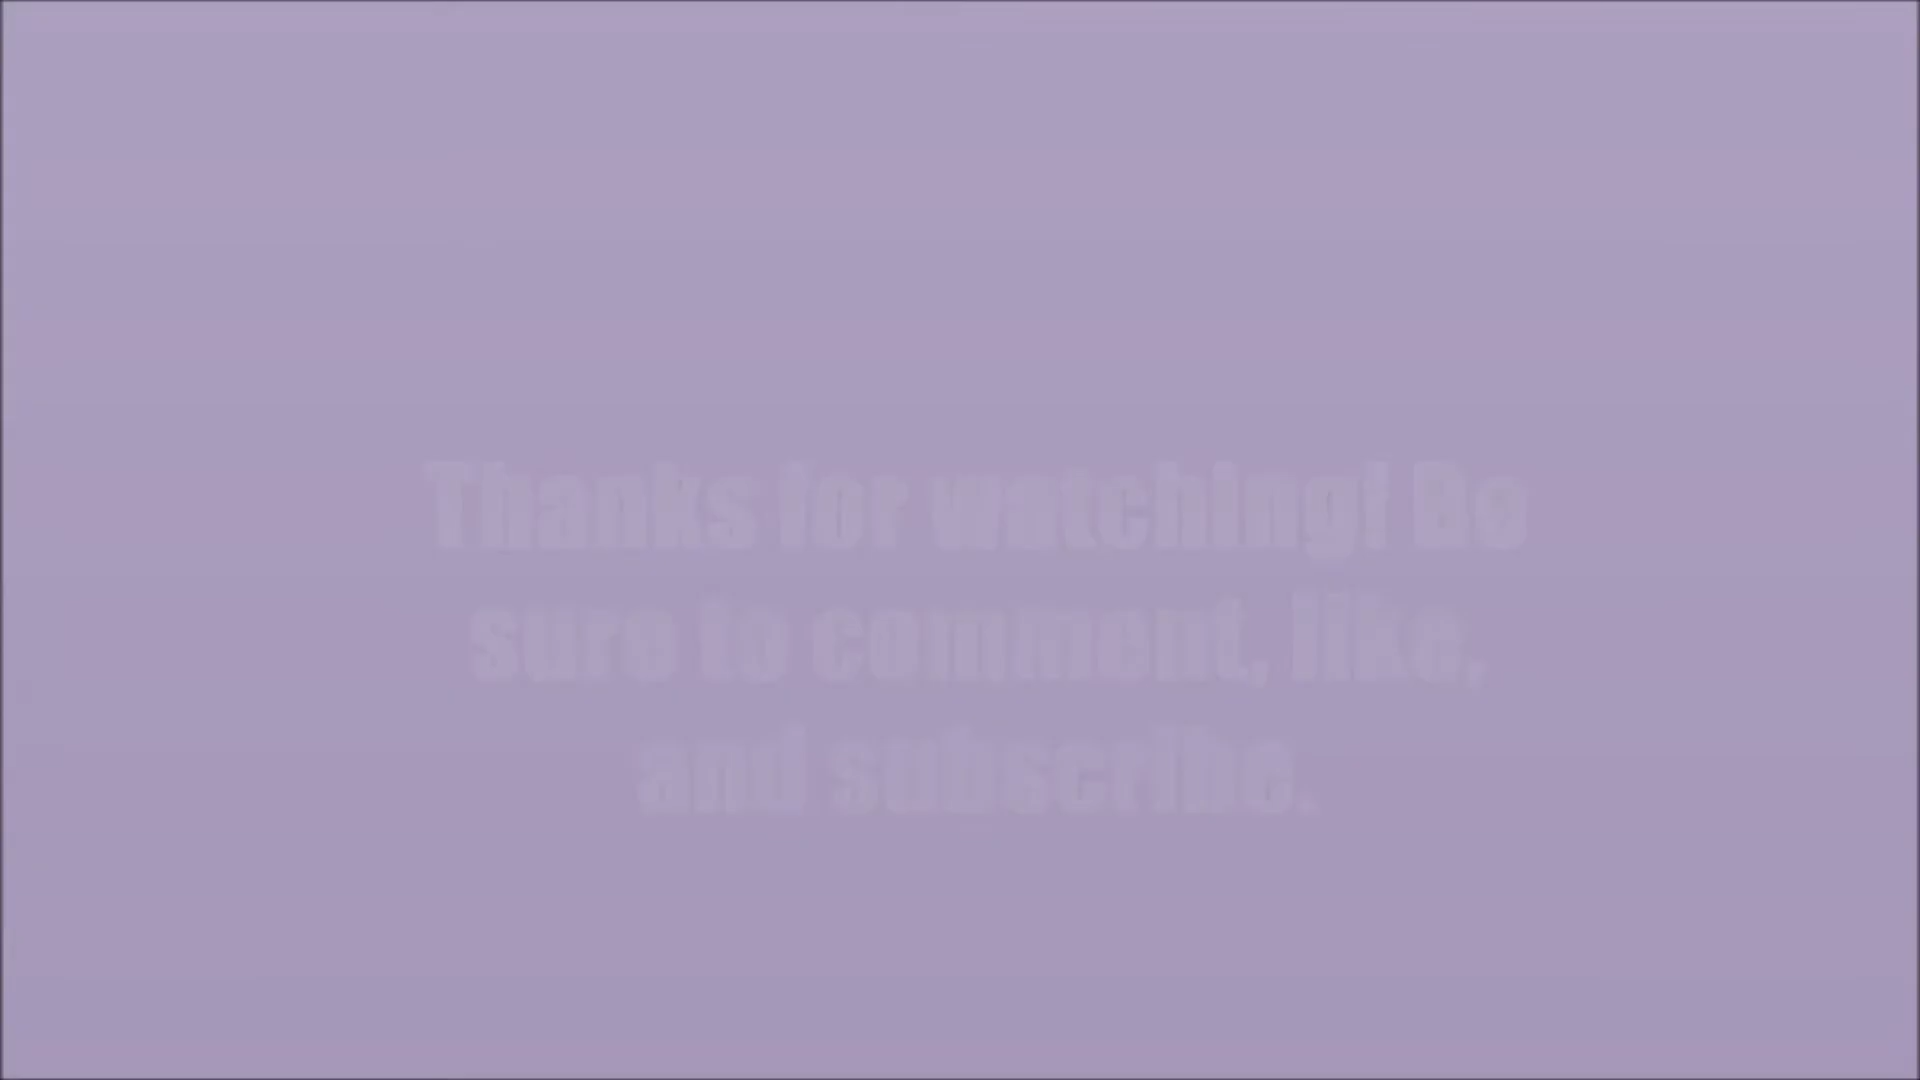 Thanks for watching! Be
sure to comment, like,
and subscribe.